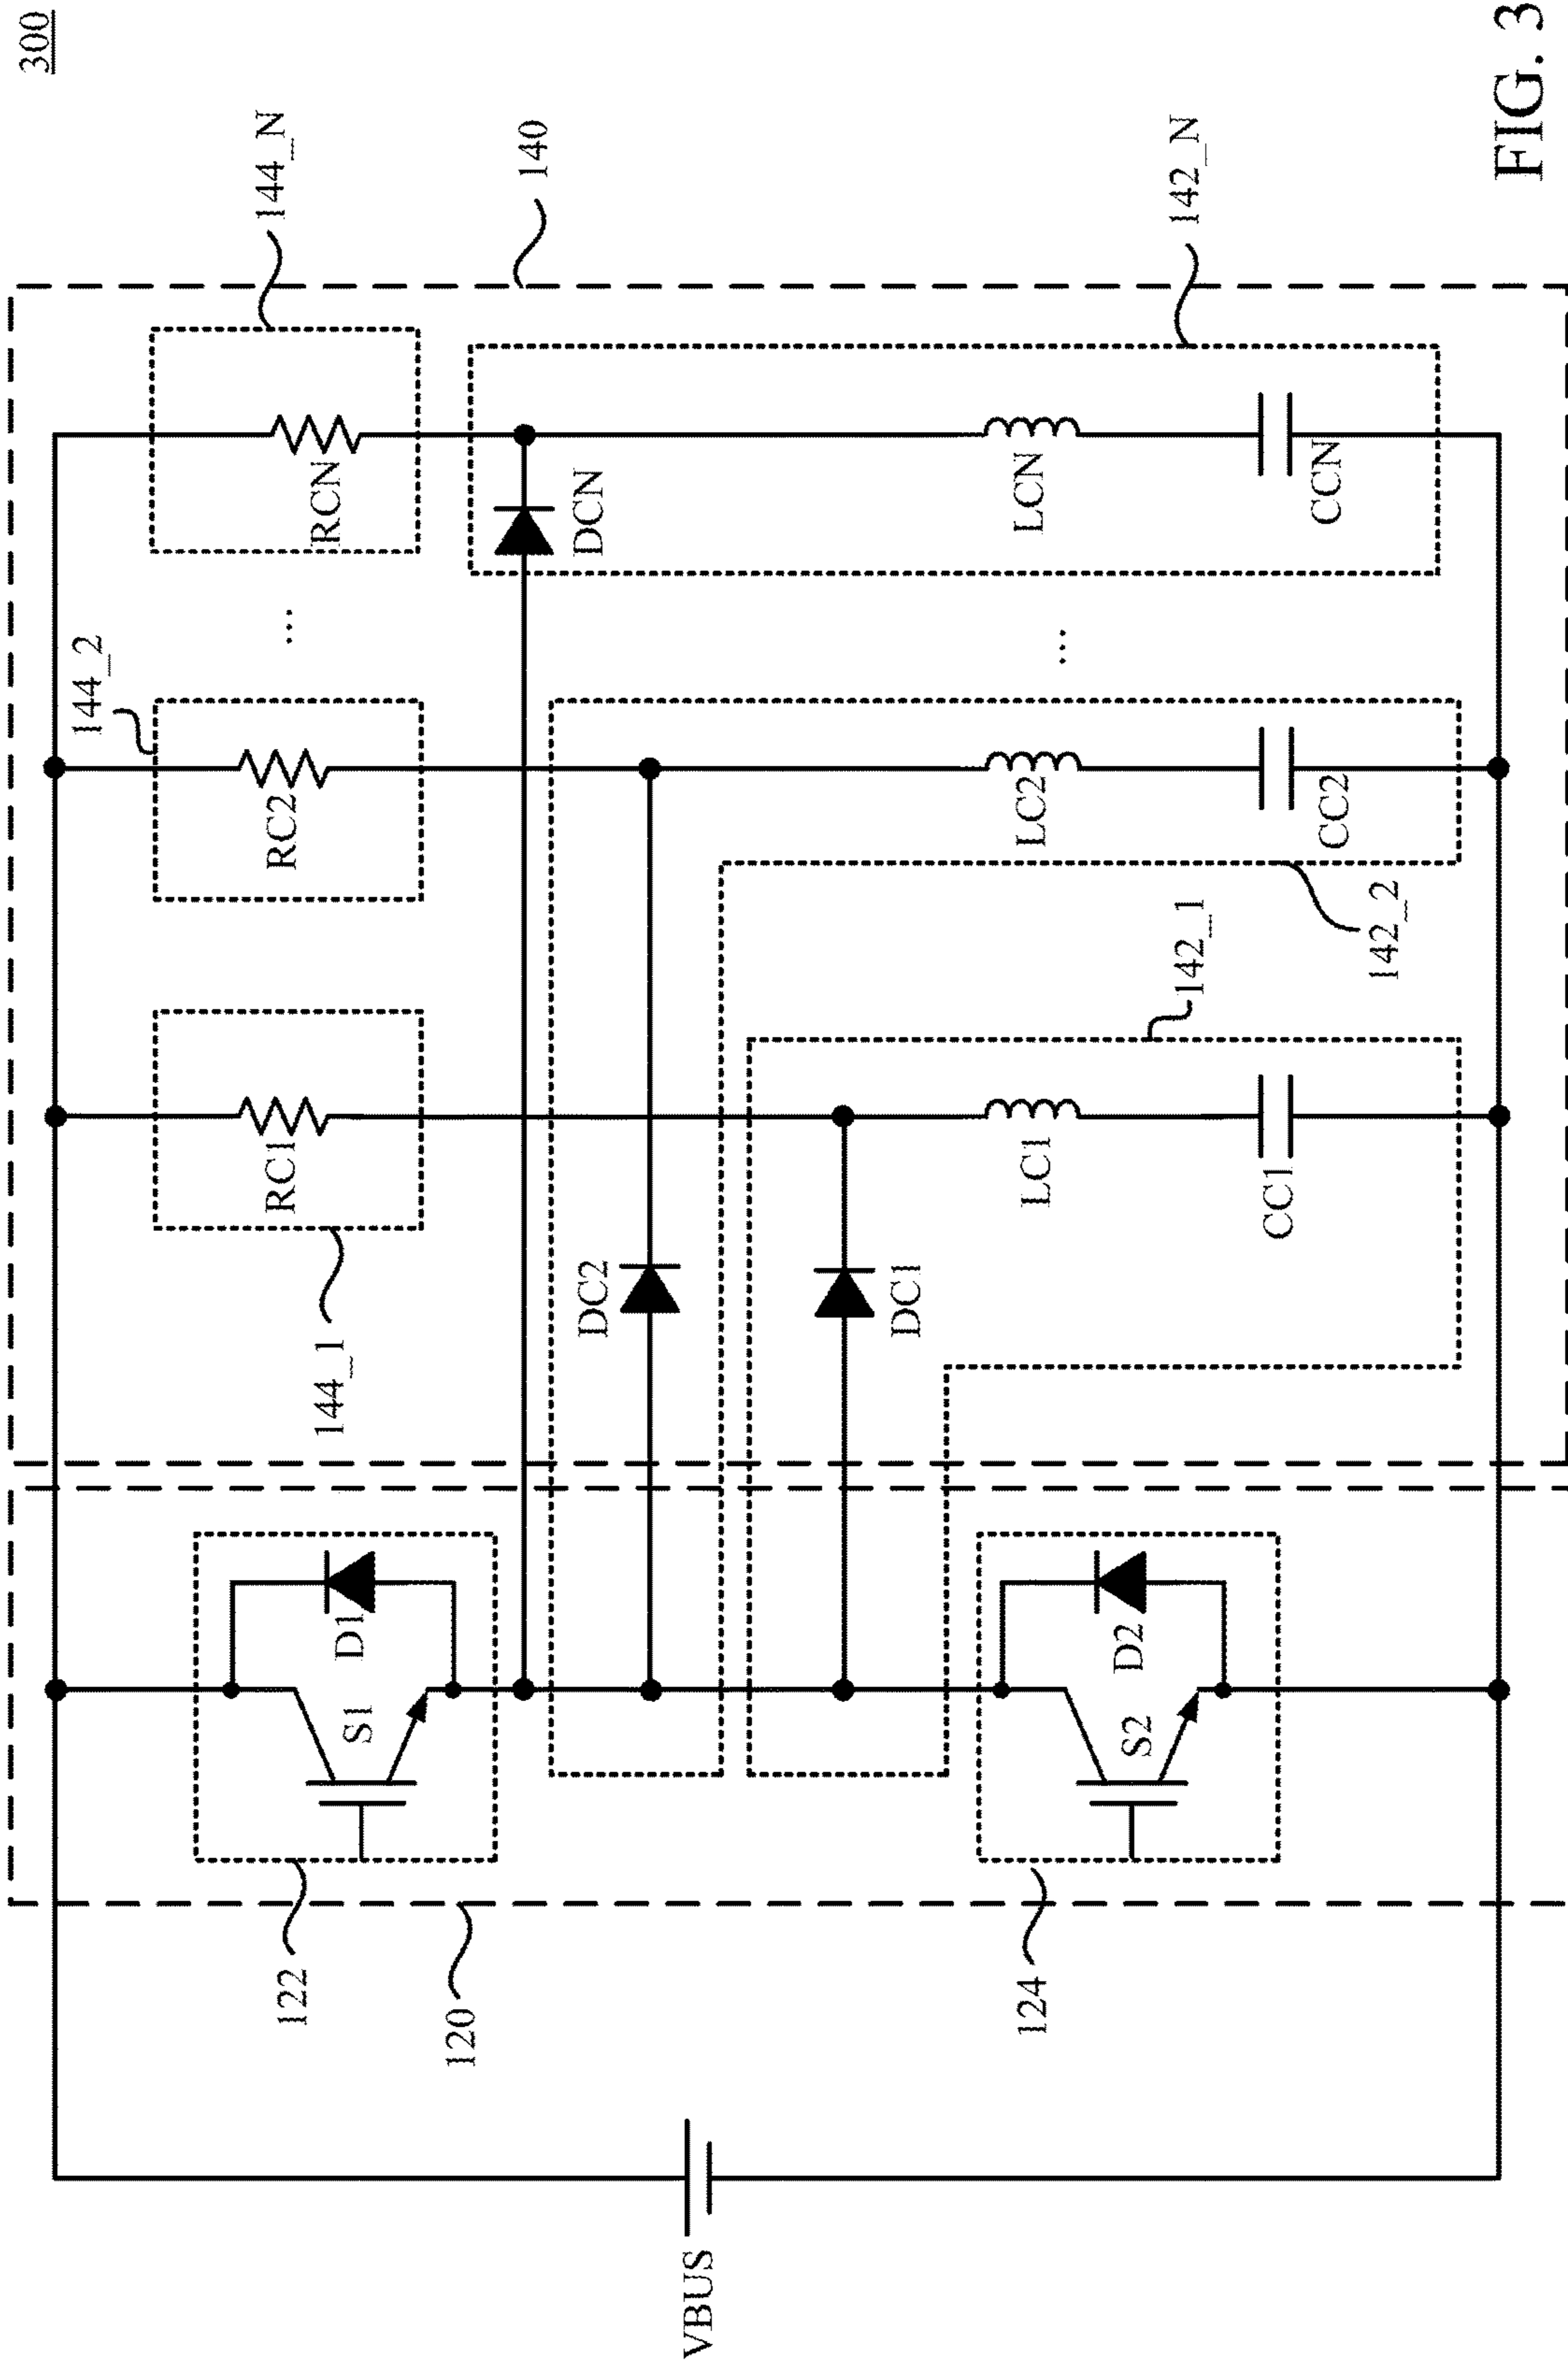 300
144_N
140
142_N
FIG. 3
RCN
DCN
LCN
CCN
...
...
144_2
RC2
LC2
CC2
142_2
142_1
RC1
LC1
CC1
144_1
DC2
DC1
D1
S1
D2
S2
122
120
124
VBUS